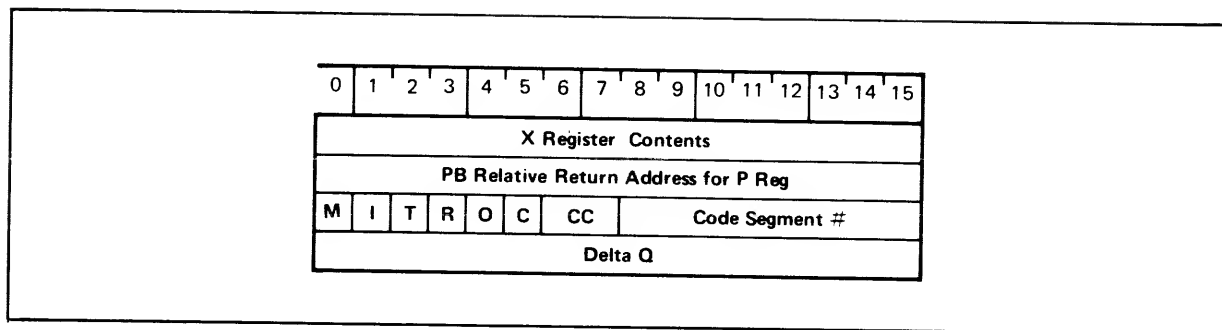 0 1 2 3 4 5 6 7 8 9 10 11 12 13 14 15
X Register Contents
PB Relative Return Address for P Reg
M I T R O C CC Code Segment #
Delta Q